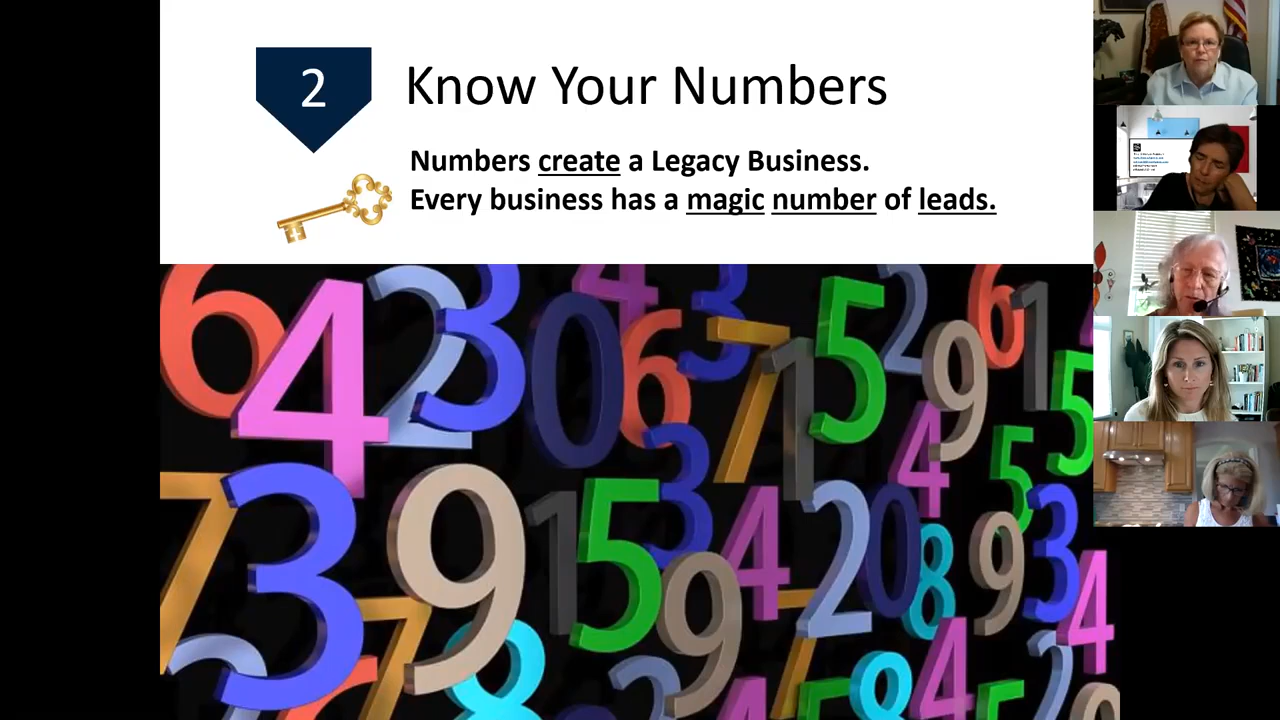 2
Know Your Numbers
Numbers create a Legacy Business.
Every business has a magic number of leads.